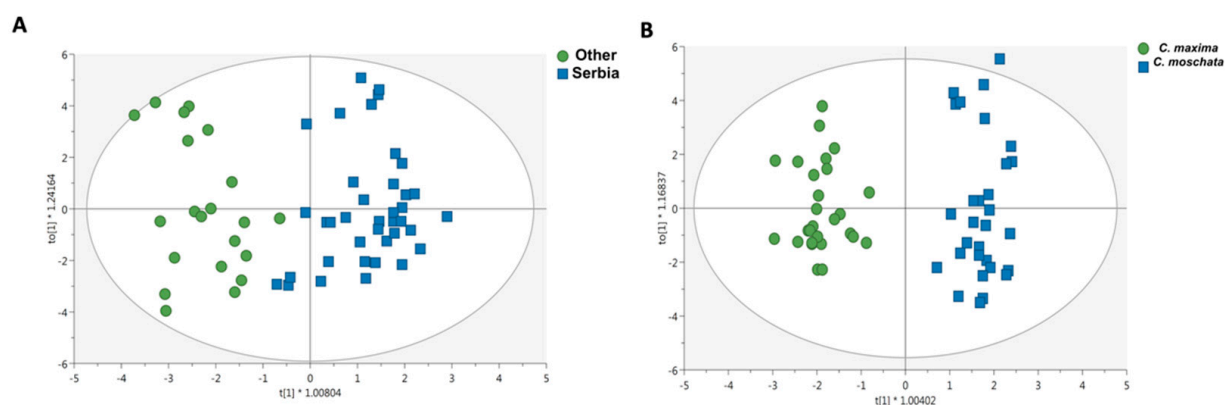 A
Other
Serbia
6
4
2
0
-2
-4
-6
to[1] * 1.24164
-5 -4 -3 -2 -1 0 1 2 3 4 5
t[1] * 1.00804
B
C. maxima
C. moschata
6
4
2
0
-2
-4
-6
to[1] * 1.16837
-5 -4 -3 -2 -1 0 1 2 3 4 5
t[1] * 1.00402